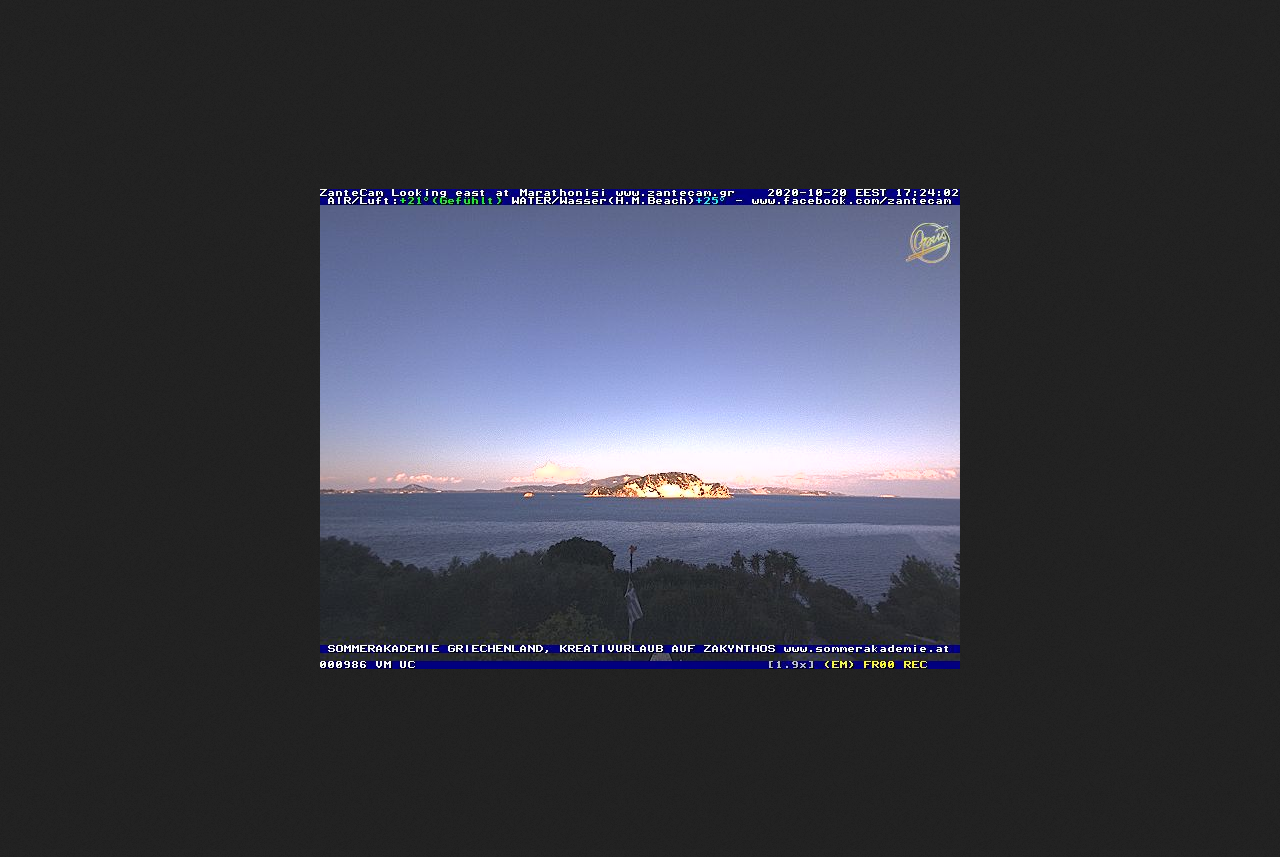 ZanteCam Looking east at Marathonisi www.zantecam.gr 2020-10-20 EEST 17:24:02
AIR/Luft:+21°(Gefühlt) WATER/Wasser(H.M.Beach)+25° - www.facebook.com/zantecam
Oasis
SOMMERAKADEMIE GRIECHENLAND, KREATIVURLAUB AUF ZAKYNTHOS www.sommerakademie.at
000986 VM UC [1.9x] (EM) FR00 REC